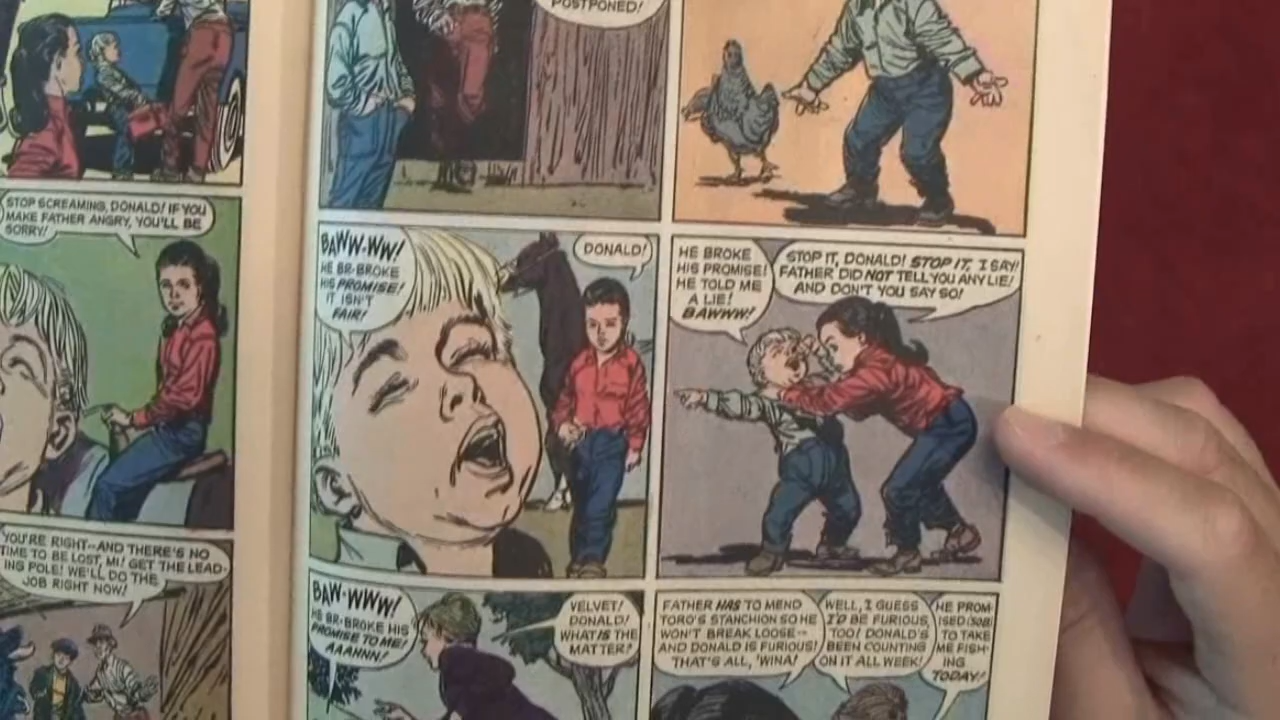 STOP SCREAMING, DONALD! IF YOU
MAKE FATHER ANGRY, YOU'LL BE
SORRY!
YOU'RE RIGHT--AND THERE'S NO
TIME TO BE LOST, MI! GET THE LEAD-
ING POLE! WE'LL DO THE
JOB RIGHT NOW!
POSTPONED!
BAWW-WW!
HE BR-BROKE
HIS PROMISE!
IT ISN'T
FAIR!
DONALD!
HE BROKE
HIS PROMISE!
HE TOLD ME
A LIE!
BAWWW!
STOP IT, DONALD! STOP IT, I SAY!
FATHER DID NOT TELL YOU ANY LIE!
AND DON'T YOU SAY SO!
BAW-WWW!
HE BR-BROKE HIS
PROMISE TO ME!
AAAHNN!
VELVET!
DONALD!
WHAT IS THE
MATTER?
FATHER HAS TO MEND
TORO'S STANCHION SO HE
WON'T BREAK LOOSE--
AND DONALD IS FURIOUS!
THAT'S ALL, 'WINA!
WELL, I GUESS
I'D BE FURIOUS,
TOO! DONALD'S
BEEN COUNTING
ON IT ALL WEEK!
HE PROM-
ISED (SOB)
TO TAKE
ME FISH-
ING
TODAY!